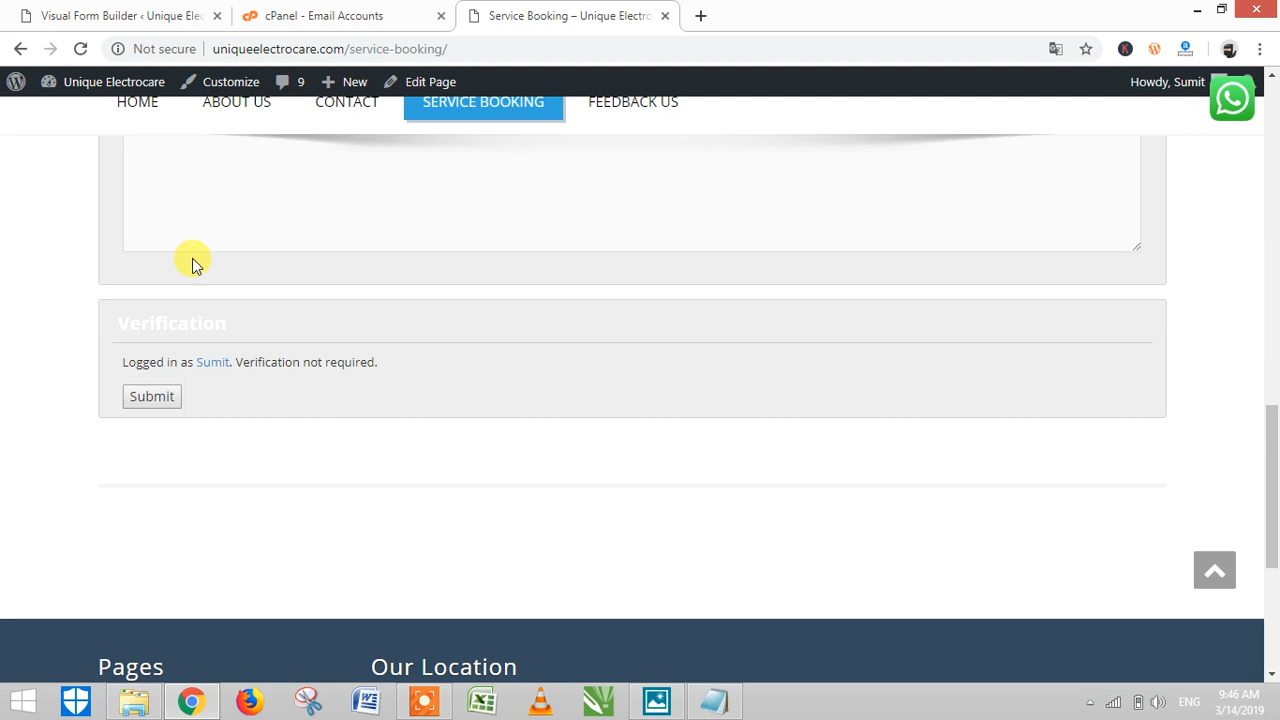 Visual Form Builder ‹ Unique Elec
cPanel - Email Accounts
Service Booking – Unique Electro
Not secure
uniqueelectrocare.com/service-booking/
Unique Electrocare
Customize
9
New
Edit Page
Howdy, Sumit
HOME
ABOUT US
CONTACT
SERVICE BOOKING
FEEDBACK US
Verification
Logged in as Sumit. Verification not required.
Submit
Pages
Our Location
ENG
9:46 AM
3/14/2019